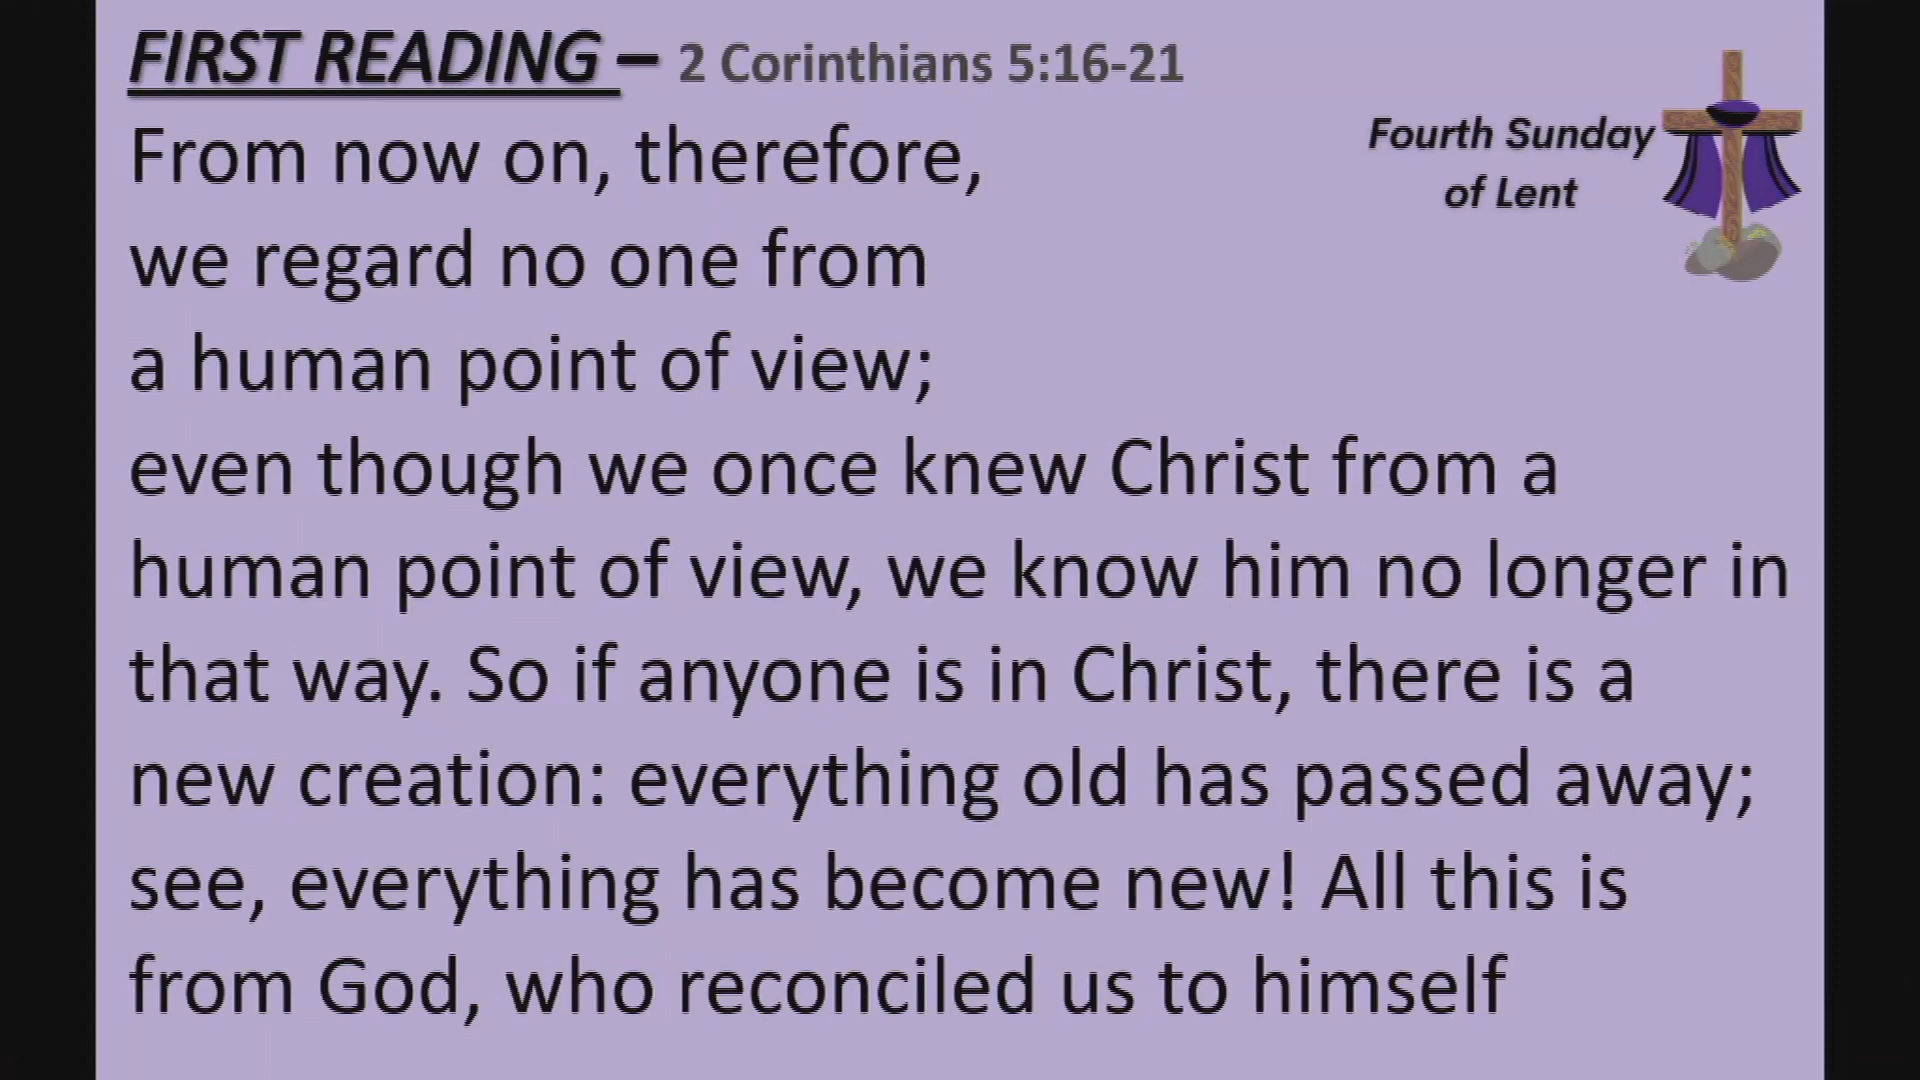 FIRST READING – 2 Corinthians 5:16-21
Fourth Sunday
of Lent
From now on, therefore,
we regard no one from
a human point of view;
even though we once knew Christ from a
human point of view, we know him no longer in
that way. So if anyone is in Christ, there is a
new creation: everything old has passed away;
see, everything has become new! All this is
from God, who reconciled us to himself